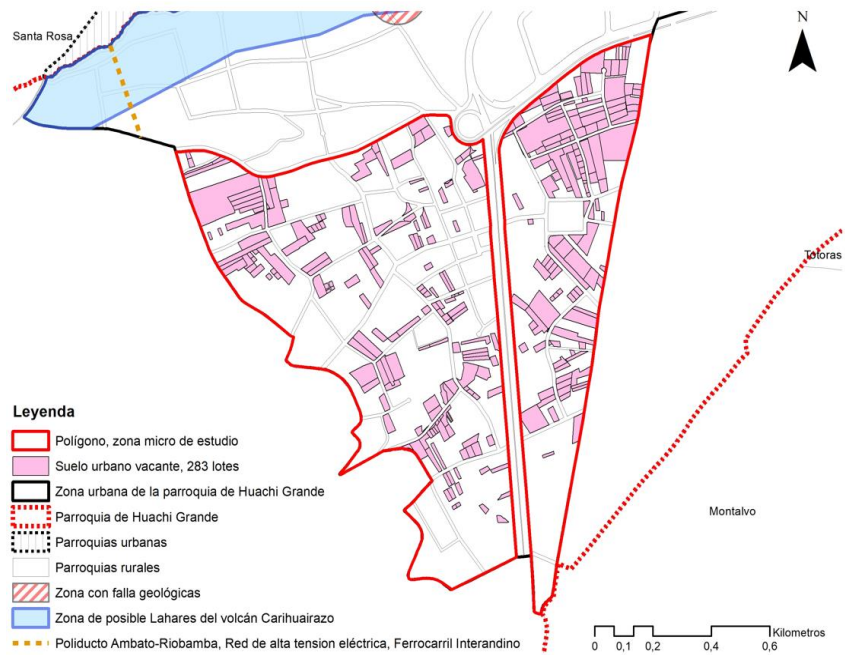 Santa Rosa
N
Totoras
Leyenda
Polígono, zona micro de estudio
Suelo urbano vacante, 283 lotes
Zona urbana de la parroquia de Huachi Grande
Parroquia de Huachi Grande
Parroquias urbanas
Parroquias rurales
Zona con falla geológicas
Zona de posible Lahares del volcán Carihuairazo
Poliducto Ambato-Riobamba, Red de alta tension eléctrica, Ferrocarril Interandino
Montalvo
Kilometros
0 0,1 0,2 0,4 0,6